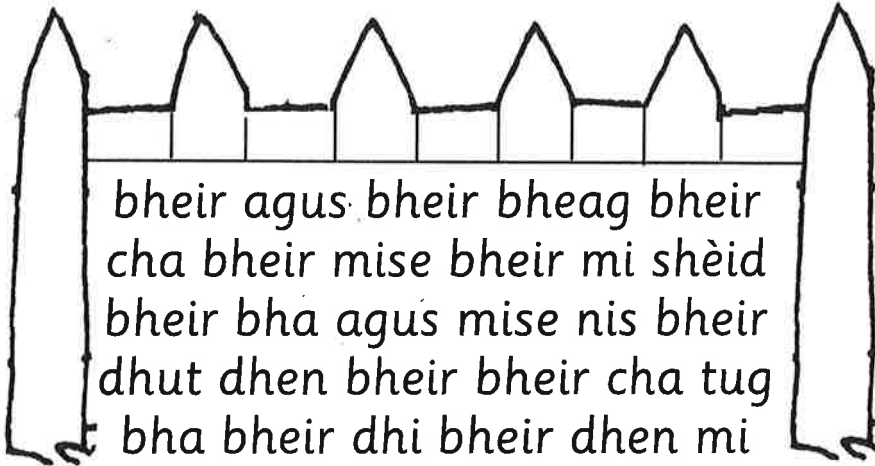 bheir agus bheir bheag bheir
cha bheir mise bheir mi shèid
bheir bha agus mise nis bheir
dhut dhen bheir bheir cha tug
bha bheir dhi bheir dhen mi